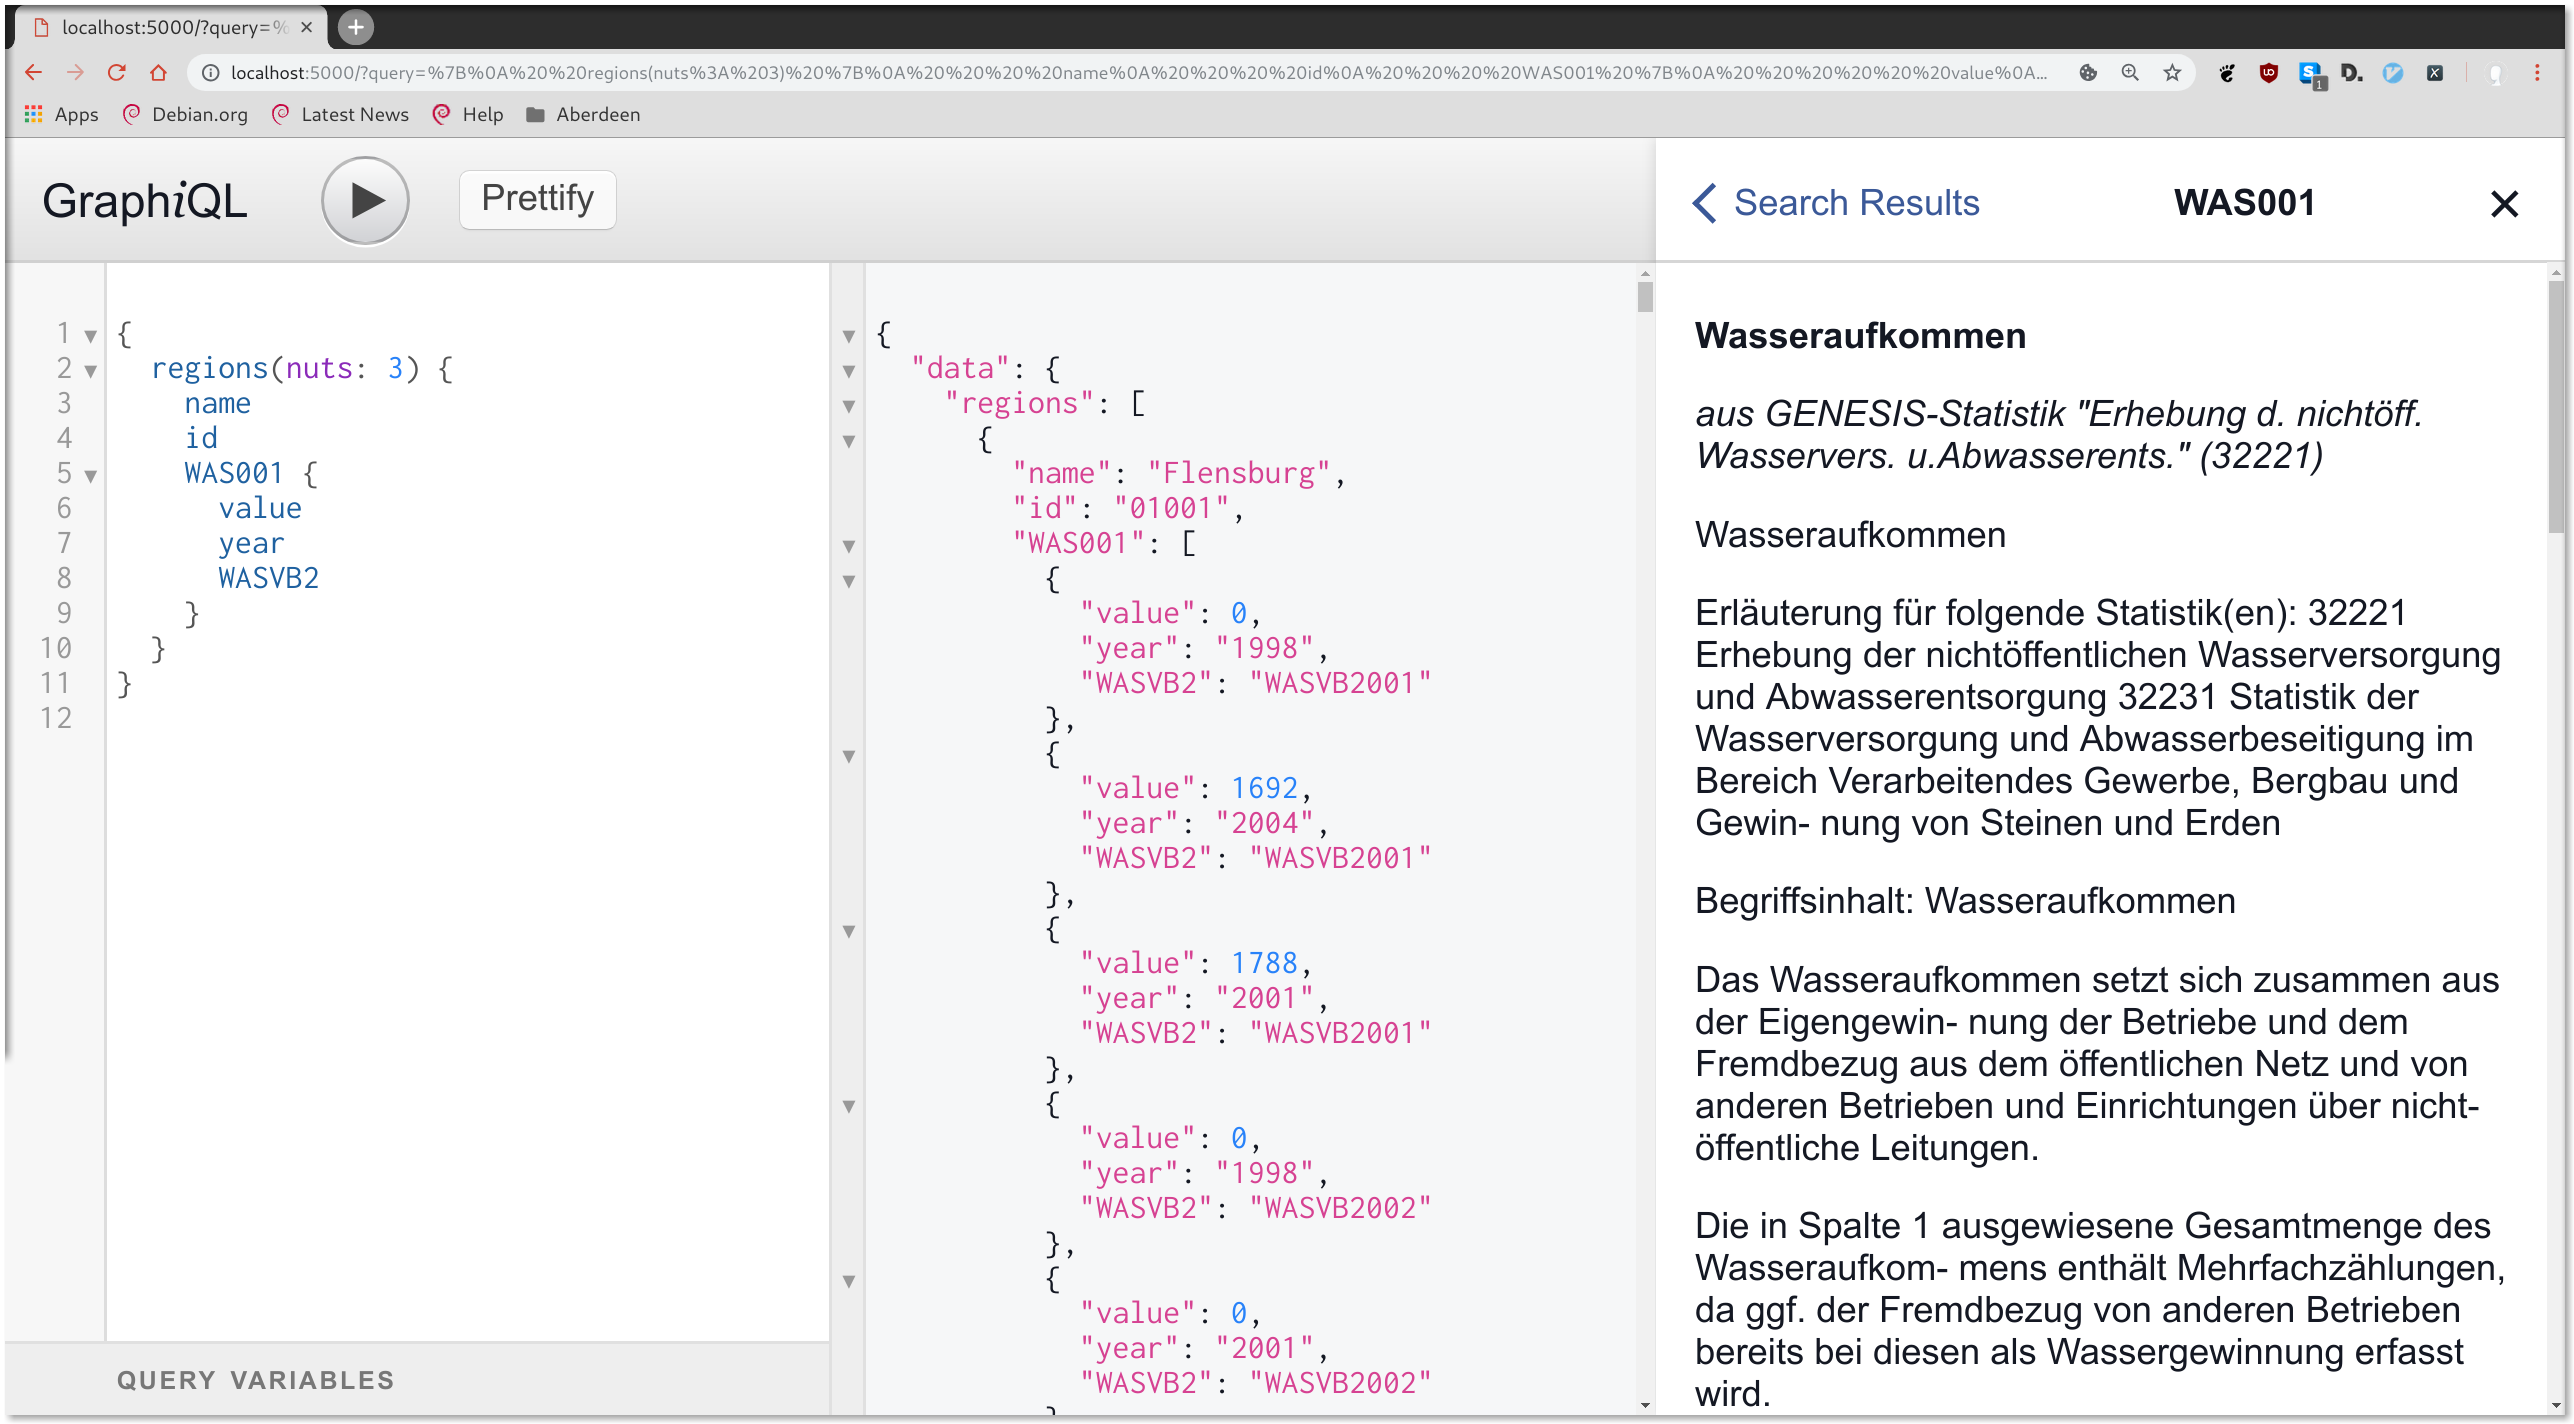 localhost:5000/?query=%
localhost:5000/?query=%7B%0A%20%20regions(nuts%3A%203)%20%7B%0A%20%20%20%20name%0A%20%20%20%20id%0A%20%20%20%20WAS001%20%7B%0A%20%20%20%20%20%20value%0A...
Apps Debian.org Latest News Help Aberdeen
GraphiQL
Prettify
Search Results
WAS001
1 {
2 regions(nuts: 3) {
3 name
4 id
5 WAS001 {
6 value
7 year
8 WASVB2
9 }
10 }
11 }
12
QUERY VARIABLES
{
"data": {
"regions": [
{
"name": "Flensburg",
"id": "01001",
"WAS001": [
{
"value": 0,
"year": "1998",
"WASVB2": "WASVB2001"
},
{
"value": 1692,
"year": "2004",
"WASVB2": "WASVB2001"
},
{
"value": 1788,
"year": "2001",
"WASVB2": "WASVB2001"
},
{
"value": 0,
"year": "1998",
"WASVB2": "WASVB2002"
},
{
"value": 0,
"year": "2001",
"WASVB2": "WASVB2002"
Wasseraufkommen
aus GENESIS-Statistik "Erhebung d. nichtöff.
Wasservers. u.Abwasserents." (32221)
Wasseraufkommen
Erläuterung für folgende Statistik(en): 32221
Erhebung der nichtöffentlichen Wasserversorgung
und Abwasserentsorgung 32231 Statistik der
Wasserversorgung und Abwasserbeseitigung im
Bereich Verarbeitendes Gewerbe, Bergbau und
Gewin- nung von Steinen und Erden
Begriffsinhalt: Wasseraufkommen
Das Wasseraufkommen setzt sich zusammen aus
der Eigengewin- nung der Betriebe und dem
Fremdbezug aus dem öffentlichen Netz und von
anderen Betrieben und Einrichtungen über nicht-
öffentliche Leitungen.
Die in Spalte 1 ausgewiesene Gesamtmenge des
Wasseraufkom- mens enthält Mehrfachzählungen,
da ggf. der Fremdbezug von anderen Betrieben
bereits bei diesen als Wassergewinnung erfasst
wird.